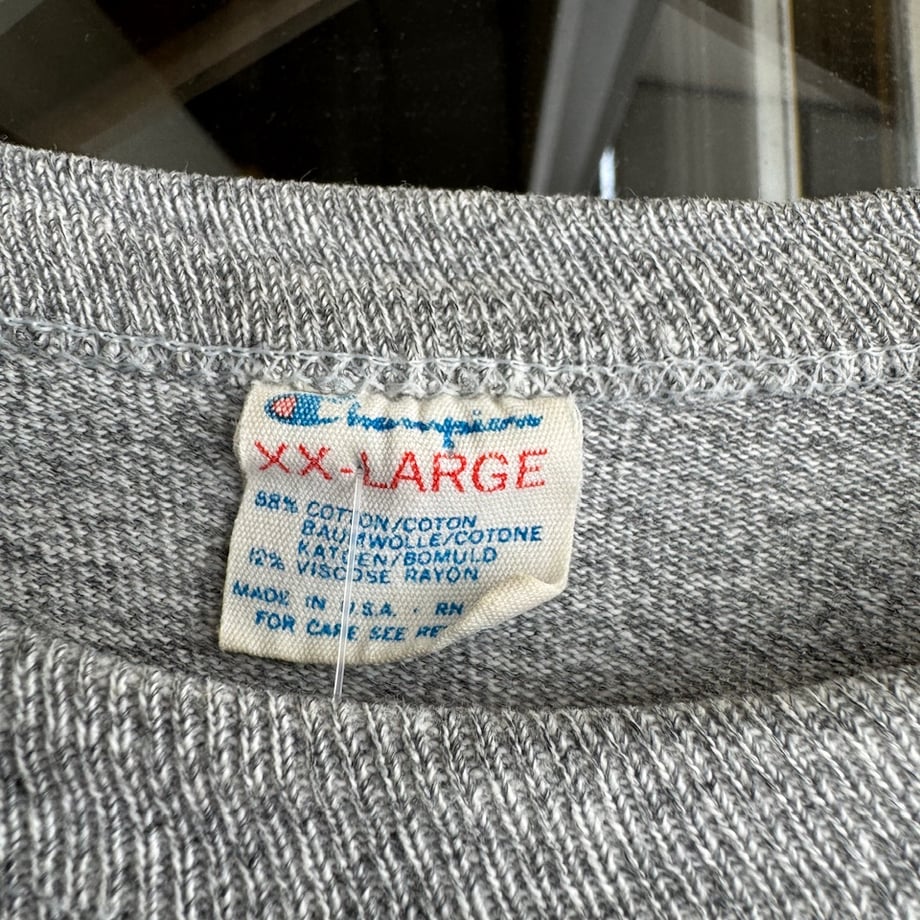 Champion
XX-LARGE
88% COTTON/COTON
BAUMWOLLE/COTONE
KATOEN/BOMULD
12% VISCOSE RAYON
MADE IN U.S.A. · RN
FOR CARE SEE